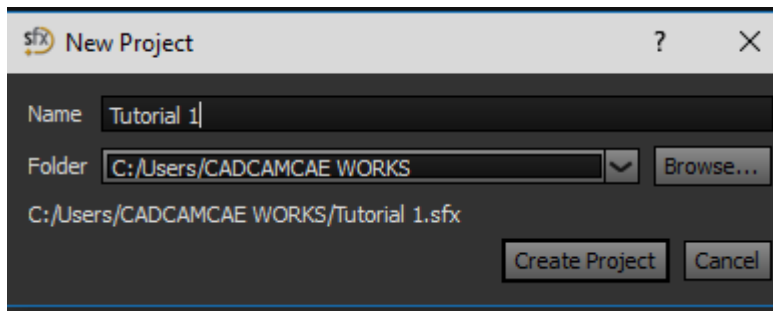 sfx New Project ?
Name Tutorial 1
Folder C:/Users/CADCAMCAE WORKS Browse...
C:/Users/CADCAMCAE WORKS/Tutorial 1.sfx
Create Project Cancel